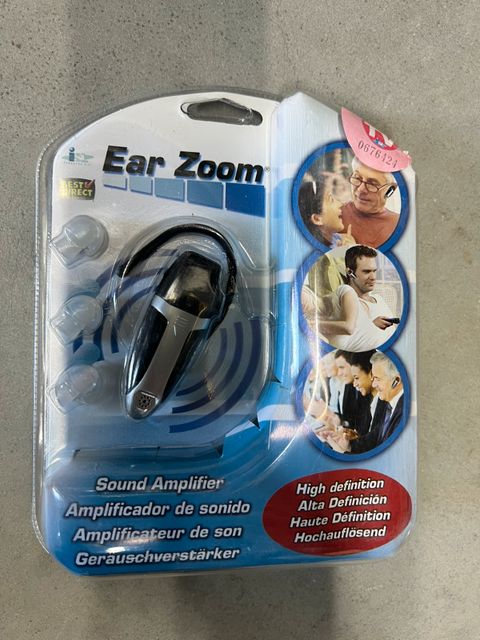 Ear Zoom®
BEST
DIRECT
0676424
Sound Amplifier
Amplificador de sonido
Amplificateur de son
Geräuschverstärker
High definition
Alta Definición
Haute Définition
Hochauflösend